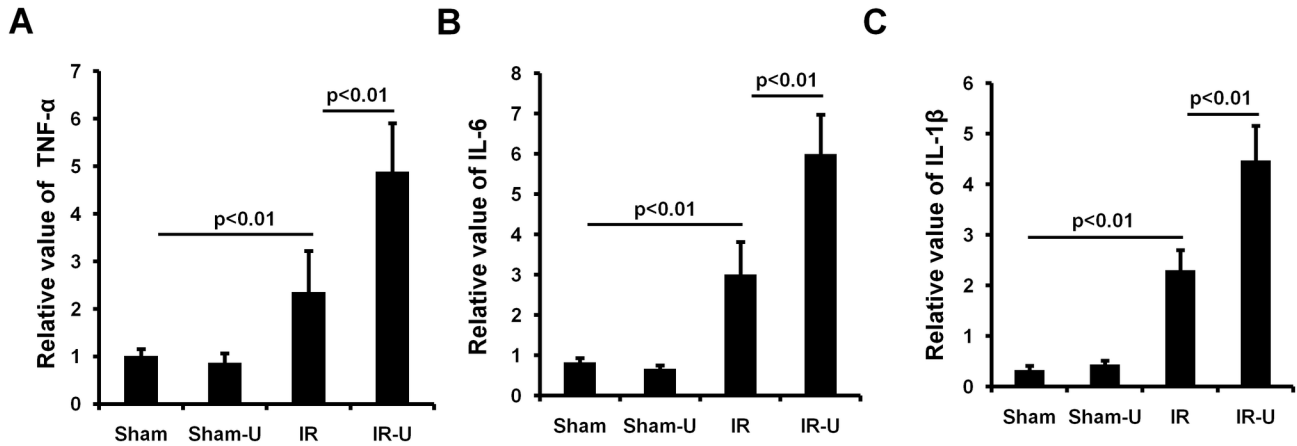 A
Relative value of TNF-α
7
6
5
4
3
2
1
0
p<0.01
p<0.01
Sham Sham-U IR IR-U
B
Relative value of IL-6
8
7
6
5
4
3
2
1
0
p<0.01
p<0.01
Sham Sham-U IR IR-U
C
Relative value of IL-1β
6
5
4
3
2
1
0
p<0.01
p<0.01
Sham Sham-U IR IR-U